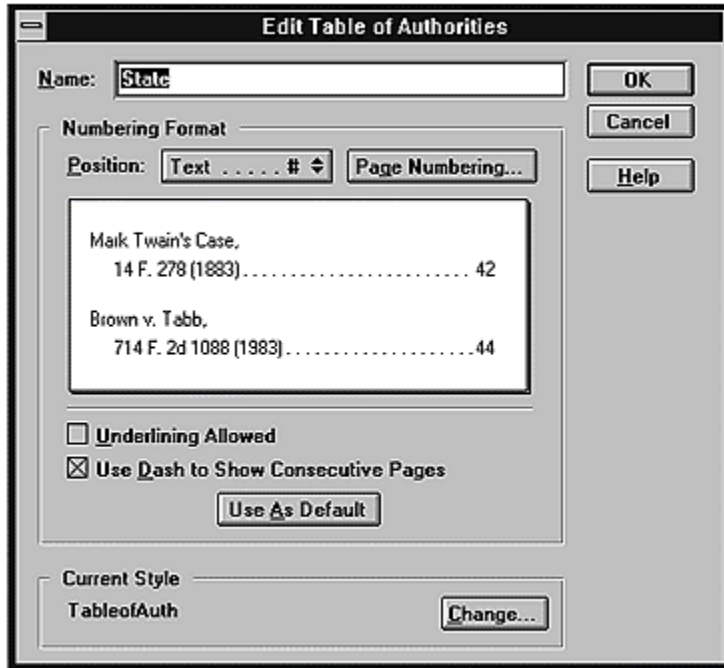 Edit Table of Authorities
Name: State
OK
Numbering Format
Cancel
Position: Text . . . . . # Page Numbering...
Help
Mark Twain's Case,
14 F. 278 (1883)........................42
Brown v. Tabb,
714 F. 2d 1088 (1983)...................44
Underlining Allowed
Use Dash to Show Consecutive Pages
Use As Default
Current Style
TableofAuth
Change...